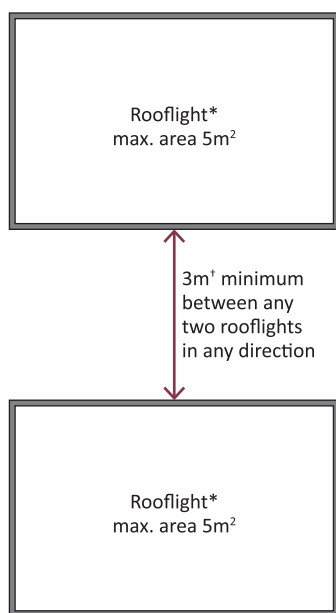 Rooflight*
max. area 5m²
3m† minimum
between any
two rooflights
in any direction
Rooflight*
max. area 5m²